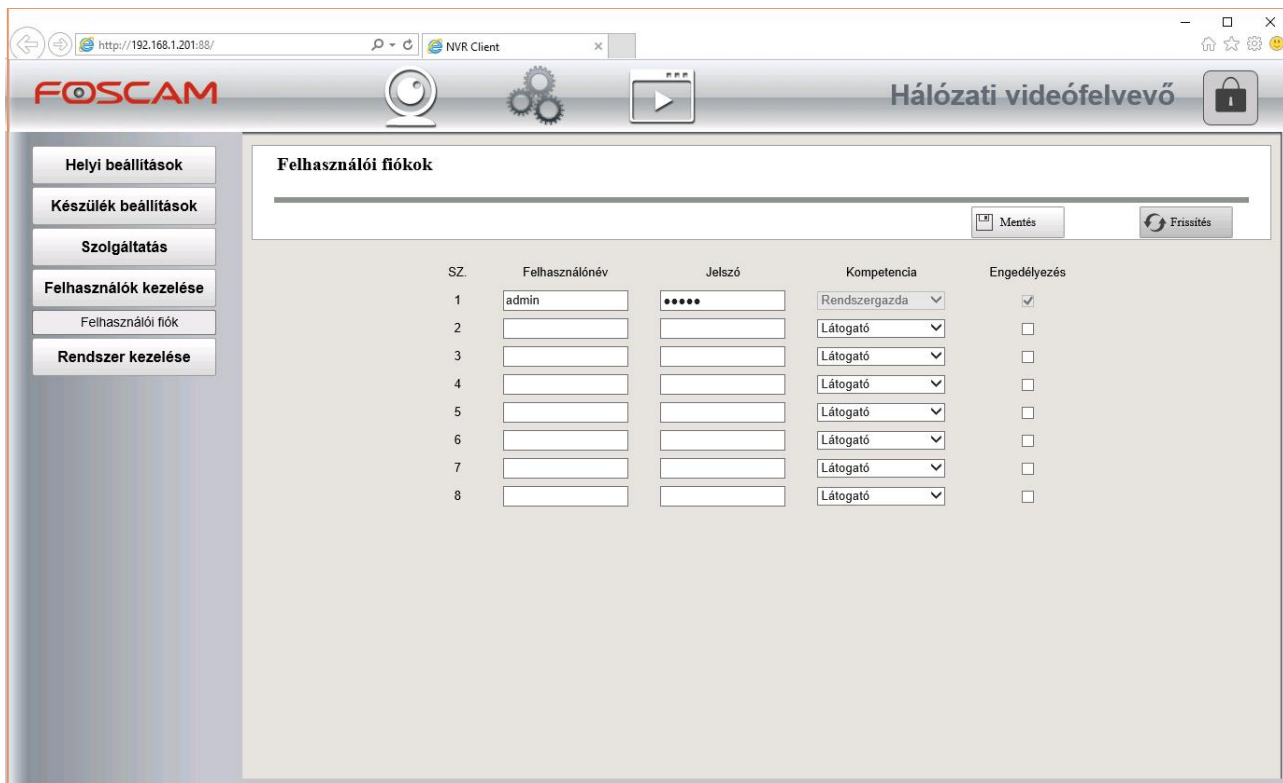 http://192.168.1.201:88/
NVR Client
FOSCAM
Hálózati videófelvevő
Helyi beállítások
Készülék beállítások
Szolgáltatás
Felhasználók kezelése
Felhasználói fiók
Rendszer kezelése
Felhasználói fiókok
Mentés
Frissítés
SZ. Felhasználónév Jelszó Kompetencia Engedélyezés
1 admin ••••• Rendszergazda
2 Látogató
3 Látogató
4 Látogató
5 Látogató
6 Látogató
7 Látogató
8 Látogató